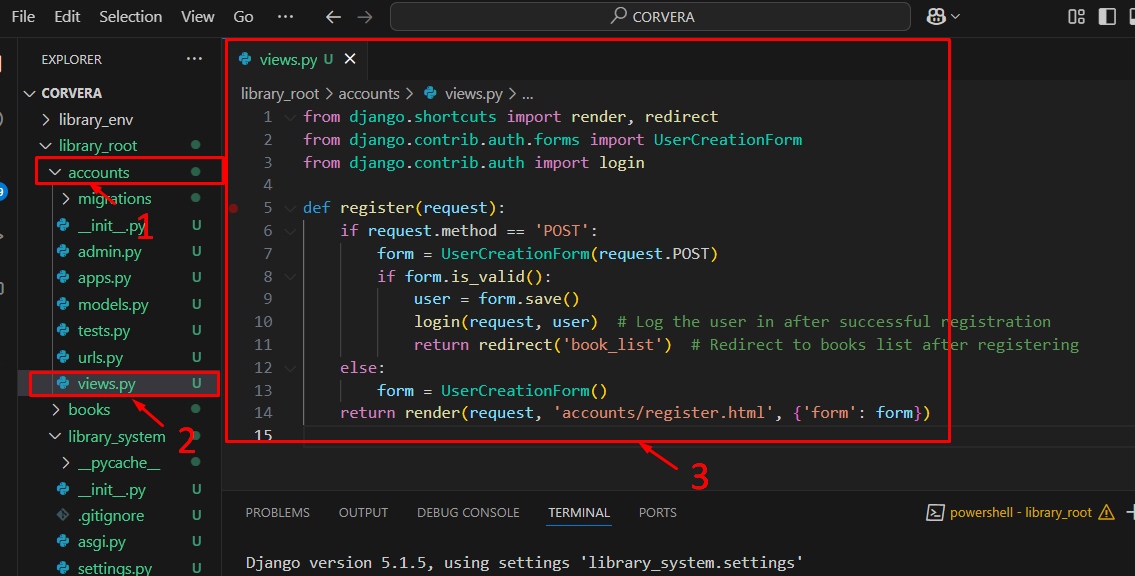 File Edit Selection View Go ··· CORVERA
EXPLORER ···
CORVERA
library_env
library_root
accounts
migrations
1
__init__.py U
admin.py U
apps.py U
models.py U
tests.py U
urls.py U
views.py U
2
books
library_system
__pycache__
__init__.py U
.gitignore U
asgi.py U
settings.py U
views.py U
library_root > accounts > views.py > ...
1 from django.shortcuts import render, redirect
2 from django.contrib.auth.forms import UserCreationForm
3 from django.contrib.auth import login
4
5 def register(request):
6 if request.method == 'POST':
7 form = UserCreationForm(request.POST)
8 if form.is_valid():
9 user = form.save()
10 login(request, user)  # Log the user in after successful registration
11 return redirect('book_list')  # Redirect to books list after registering
12 else:
13 form = UserCreationForm()
14 return render(request, 'accounts/register.html', {'form': form})
15
3
PROBLEMS OUTPUT DEBUG CONSOLE TERMINAL PORTS powershell - library_root
Django version 5.1.5, using settings 'library_system.settings'